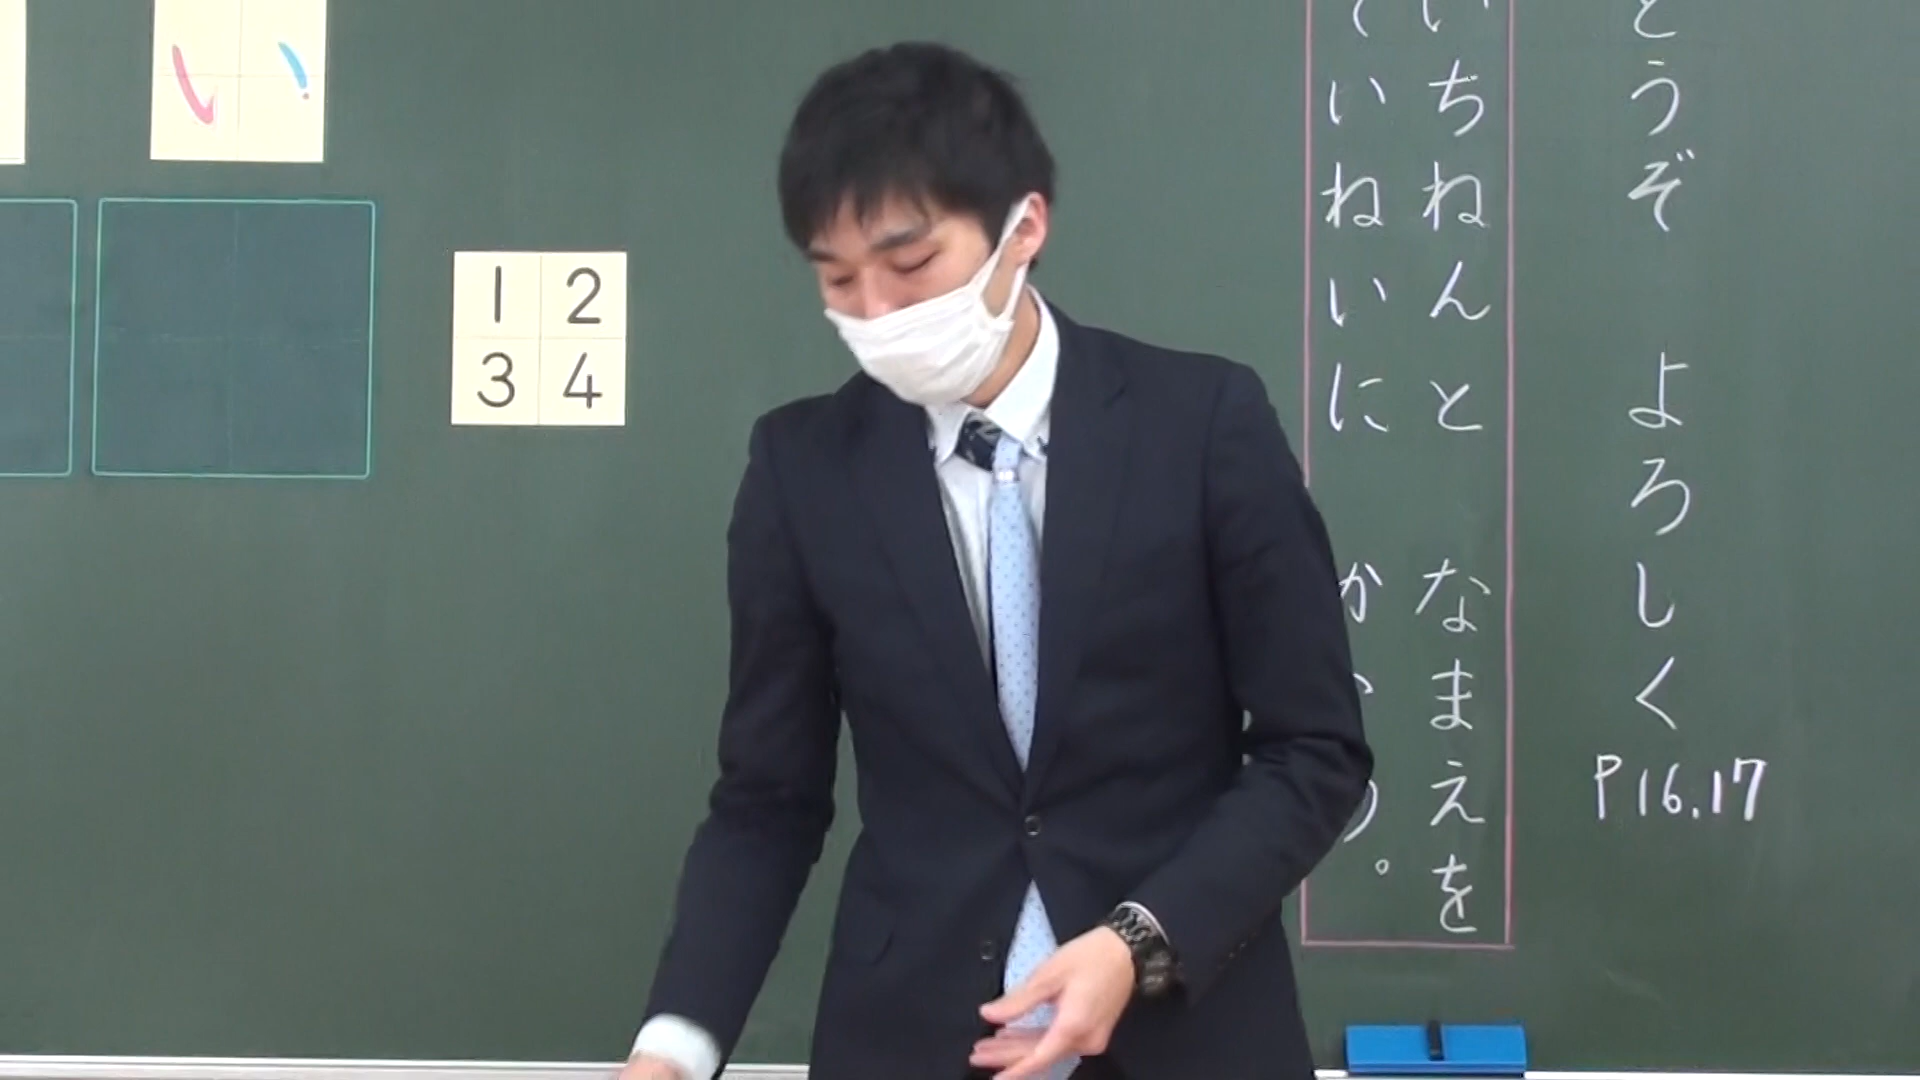 どうぞ よろしく
P16.17
いちねんと なまえを
ていねいに か
い
1 2
3 4